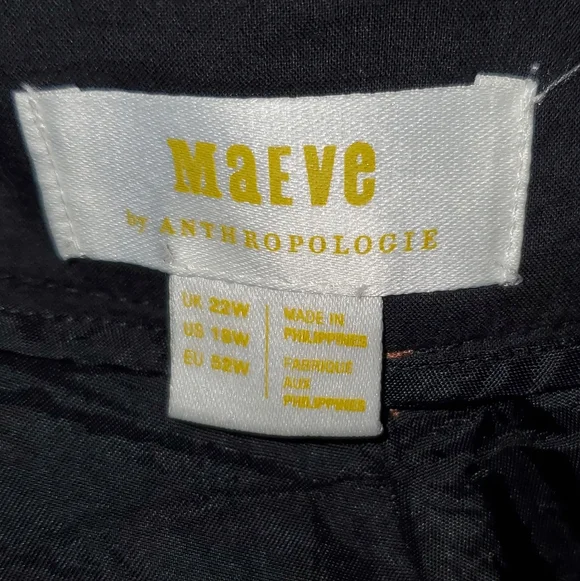 MaEVe
by ANTHROPOLOGIE
UK 22W
US 18W
EU 52W
MADE IN
PHILIPPINES
FABRIQUE
AUX
PHILIPPINES